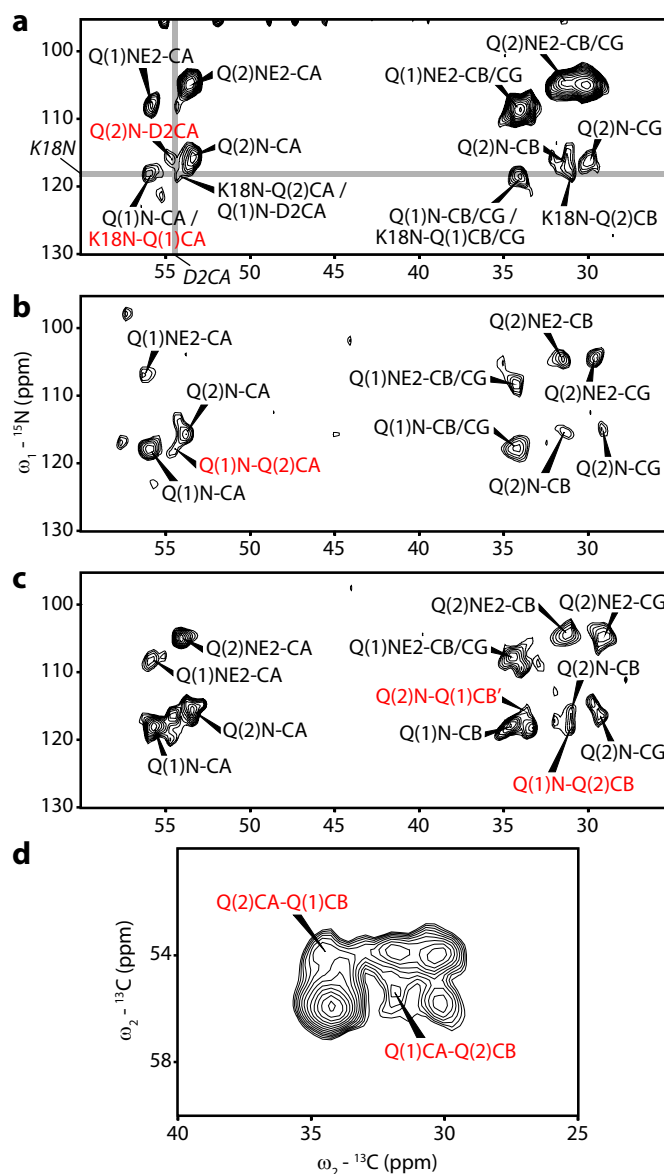 a
95
100
110
120
130
K18N
Q(1)NE2-CA
Q(2)NE2-CA
Q(2)N-D2CA
Q(2)N-CA
K18N-Q(2)CA /
Q(1)N-D2CA
Q(1)N-CA /
K18N-Q(1)CA
D2CA
Q(2)NE2-CB/CG
Q(1)NE2-CB/CG
Q(2)N-CB
Q(2)N-CG
Q(1)N-CB/CG /
K18N-Q(1)CB/CG
K18N-Q(2)CB
55 50 45 40 35 30
b
100
110
120
130
ω1 - 15N (ppm)
Q(1)NE2-CA
Q(2)N-CA
Q(1)N-Q(2)CA
Q(1)N-CA
Q(2)NE2-CB
Q(1)NE2-CB/CG
Q(2)NE2-CG
Q(1)N-CB/CG
Q(2)N-CB
Q(2)N-CG
55 50 45 40 35 30
c
100
110
120
130
Q(2)NE2-CA
Q(1)NE2-CA
Q(2)N-CA
Q(1)N-CA
Q(2)NE2-CB
Q(2)NE2-CG
Q(1)NE2-CB/CG
Q(2)N-CB
Q(2)N-Q(1)CB'
Q(1)N-CB
Q(2)N-CG
Q(1)N-Q(2)CB
55 50 45 40 35 30
d
Q(2)CA-Q(1)CB
54
58
ω2 - 13C (ppm)
Q(1)CA-Q(2)CB
40 35 30 25
ω2 - 13C (ppm)